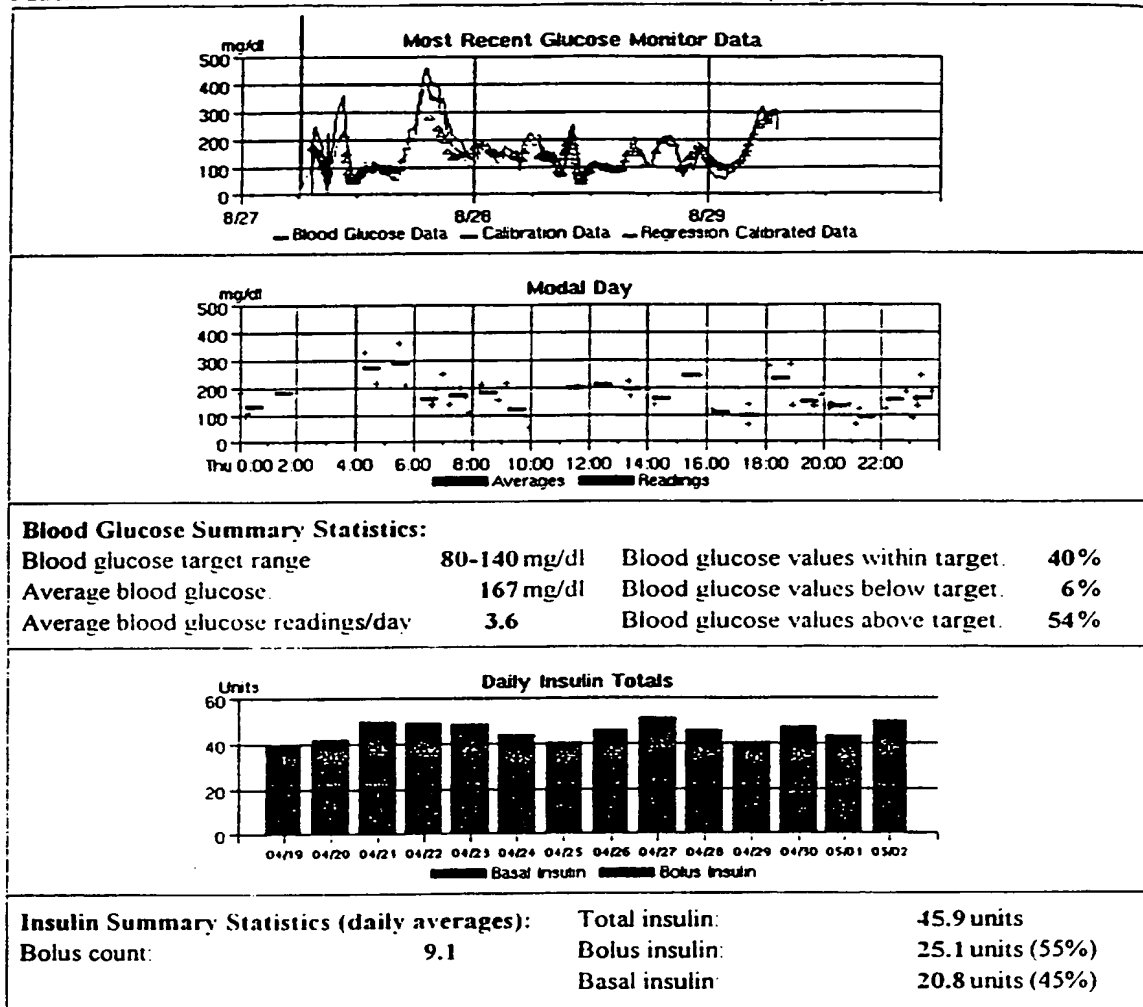 Most Recent Glucose Monitor Data
mg/dl
500
400
300
200
100
0
8/27 8/28 8/29
Blood Glucose Data Calibration Data Regression Calibrated Data
Modal Day
mg/dl
500
400
300
200
100
0
Thu 0:00 2:00 4:00 6:00 8:00 10:00 12:00 14:00 16:00 18:00 20:00 22:00
Averages Readings
Blood Glucose Summary Statistics:
Blood glucose target range 80-140 mg/dl Blood glucose values within target. 40%
Average blood glucose. 167 mg/dl Blood glucose values below target. 6%
Average blood glucose readings/day 3.6 Blood glucose values above target. 54%
Daily Insulin Totals
Units
60
40
20
0
04/19 04/20 04/21 04/22 04/23 04/24 04/25 04/26 04/27 04/28 04/29 04/30 05/01 05/02
Basal Insulin Bolus Insulin
Insulin Summary Statistics (daily averages): Total insulin: 45.9 units
Bolus count: 9.1 Bolus insulin: 25.1 units (55%)
Basal insulin 20.8 units (45%)